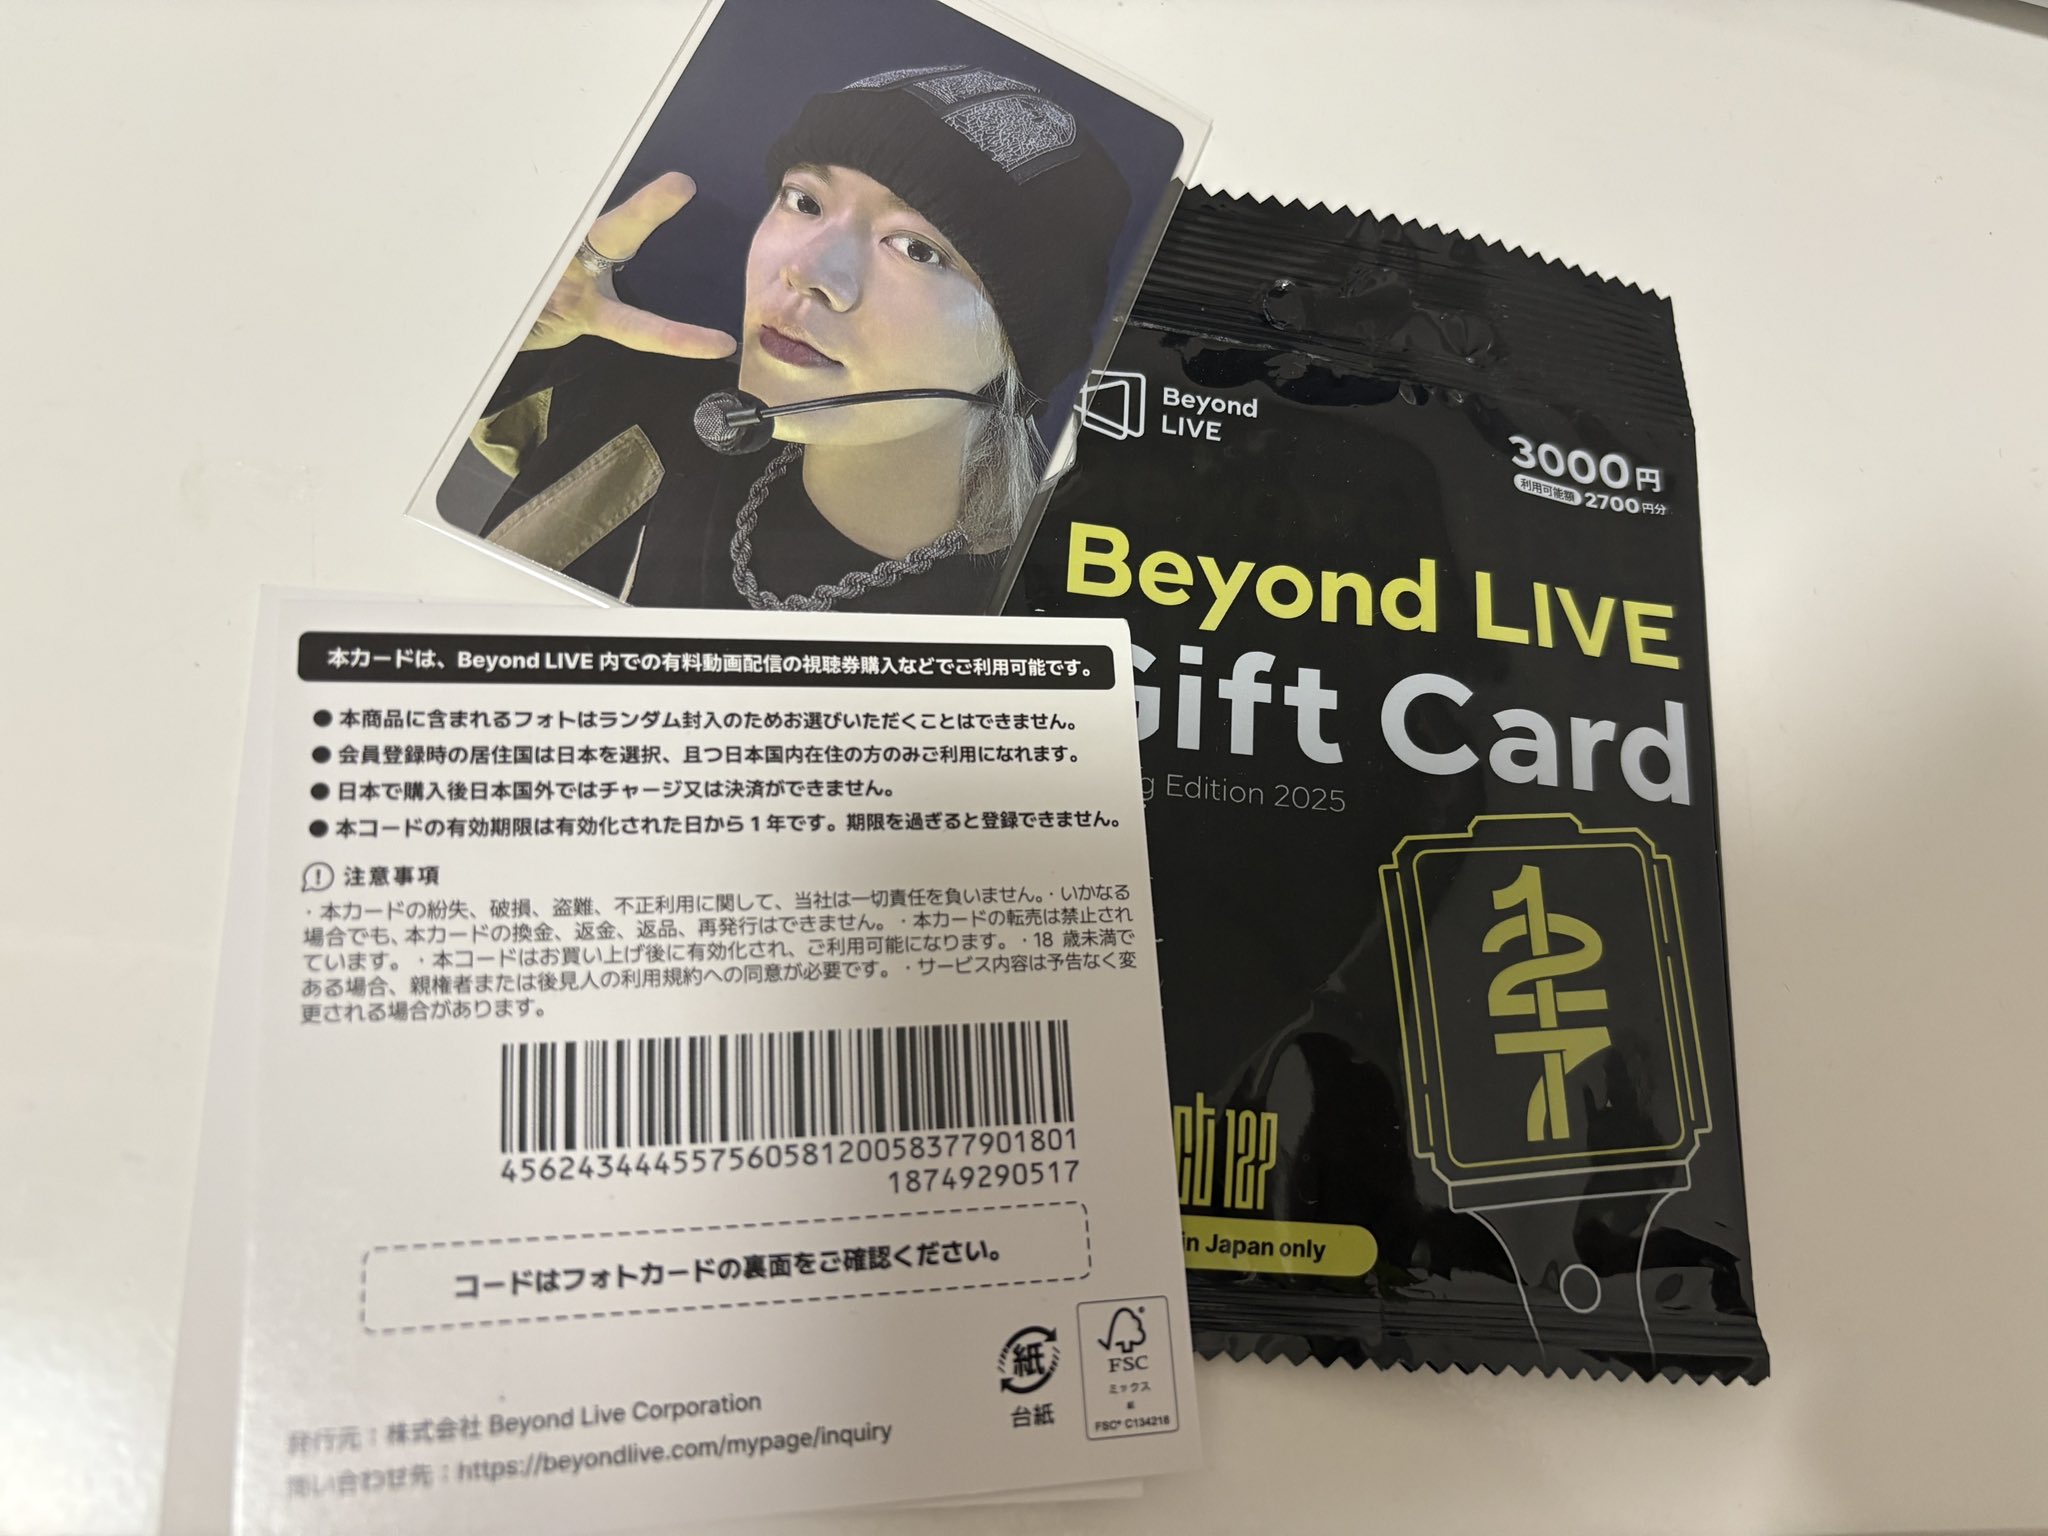 Beyond
LIVE
3000円
利用可能額 2700円分
Beyond LIVE
Gift Card
Edition 2025
127
nct 127
in Japan only
本カードは、Beyond LIVE 内での有料動画配信の視聴券購入などでご利用可能です。
● 本商品に含まれるフォトはランダム封入のためお選びいただくことはできません。
● 会員登録時の居住国は日本を選択、且つ日本国内在住の方のみご利用になれます。
● 日本で購入後日本国外ではチャージ又は決済ができません。
● 本コードの有効期限は有効化された日から1年です。期限を過ぎると登録できません。
注意事項
・本カードの紛失、破損、盗難、不正利用に関して、当社は一切責任を負いません。・いかなる
場合でも、本カードの換金、返金、返品、再発行はできません。・本カードの転売は禁止され
ています。・本コードはお買い上げ後に有効化され、ご利用可能になります。・18 歳未満で
ある場合、親権者または後見人の利用規約への同意が必要です。・サービス内容は予告なく変
更される場合があります。
45624344455756058120058377901801
18749290517
コードはフォトカードの裏面をご確認ください。
紙
台紙
FSC
ミックス
紙
FSC® C134218
発行元：株式会社 Beyond Live Corporation
問い合わせ先：https://beyondlive.com/mypage/inquiry